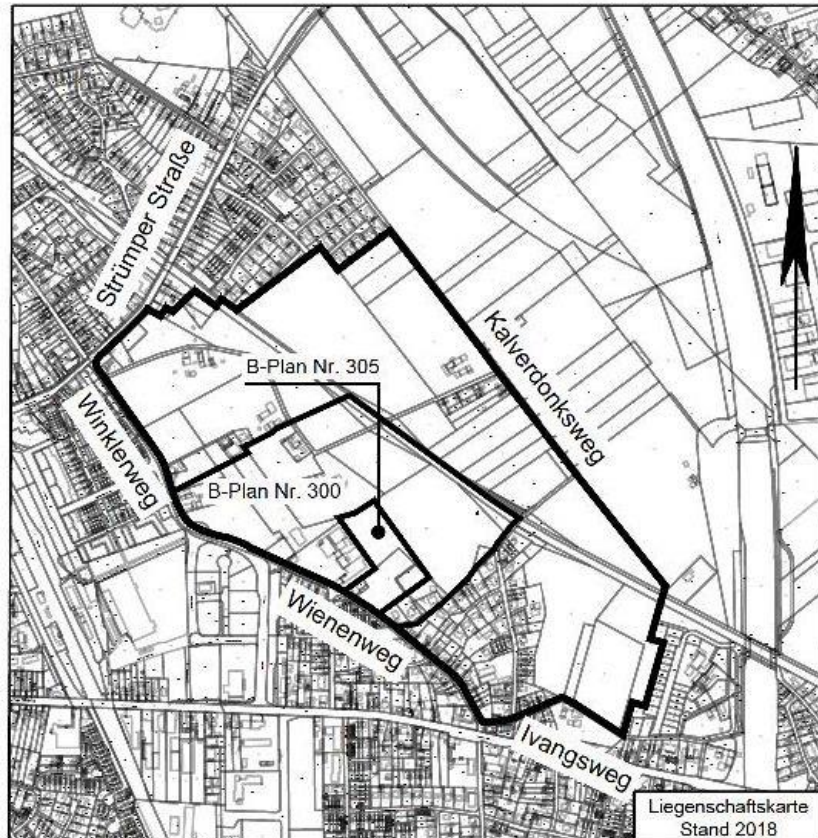 Strümper Straße
Kalverdonksweg
B-Plan Nr. 305
Winklerweg
B-Plan Nr. 300
Wienenweg
Ivangsweg
Liegenschaftskarte
Stand 2018